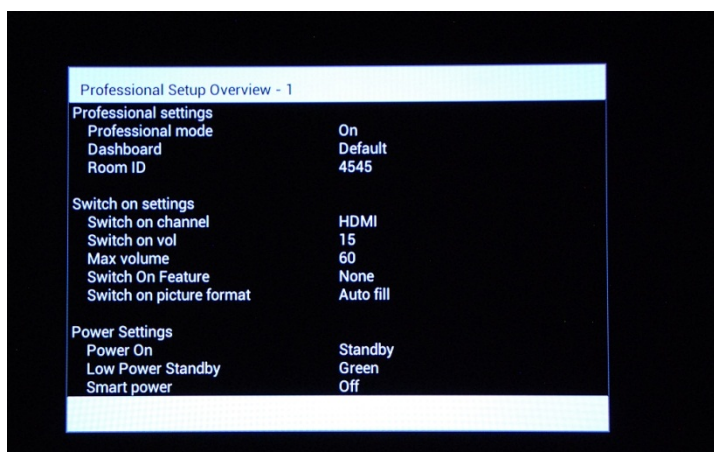 Professional Setup Overview - 1
Professional settings
Professional mode On
Dashboard Default
Room ID 4545
Switch on settings
Switch on channel HDMI
Switch on vol 15
Max volume 60
Switch On Feature None
Switch on picture format Auto fill
Power Settings
Power On Standby
Low Power Standby Green
Smart power Off